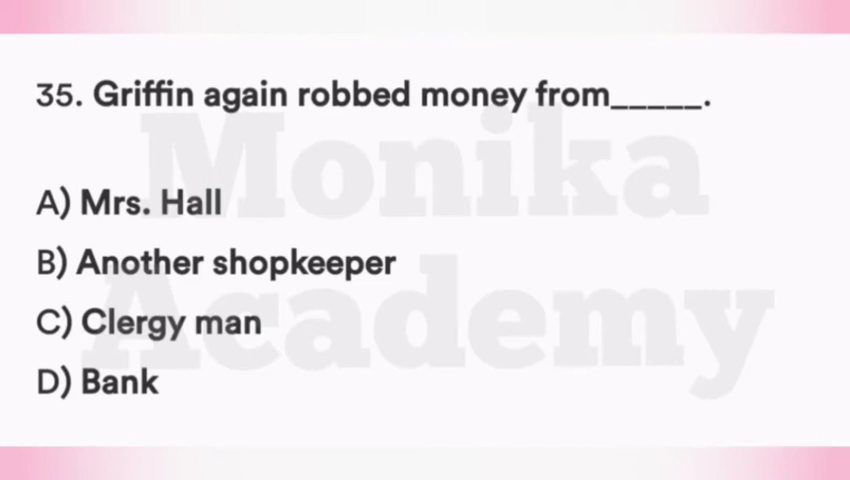 35. Griffin again robbed money from_____.
A) Mrs. Hall
B) Another shopkeeper
C) Clergy man
D) Bank
Monika
Academy